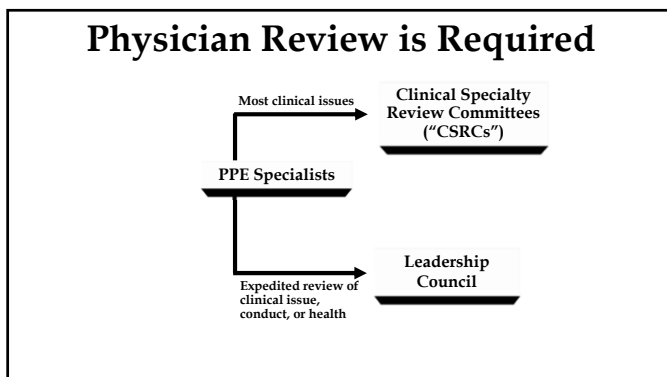 Physician Review is Required
Most clinical issues
Clinical Specialty
Review Committees
(“CSRCs”)
PPE Specialists
Expedited review of
clinical issue,
conduct, or health
Leadership
Council